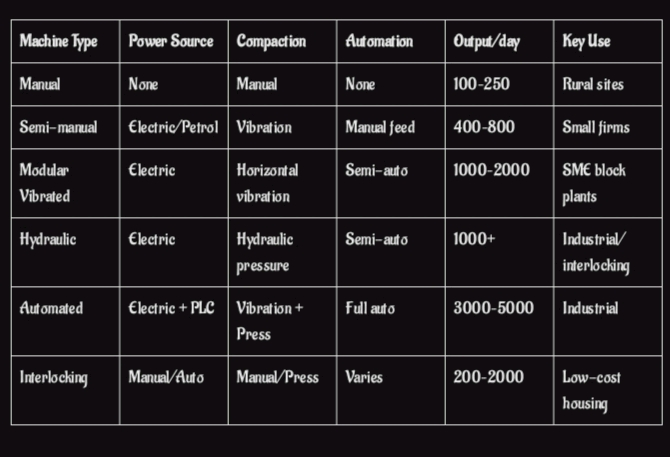 Machine Type Power Source Compaction Automation Output/day Key Use
Manual None Manual None 100-250 Rural sites
Semi-manual Electric/Petrol Vibration Manual feed 400-800 Small firms
Modular Electric Horizontal Semi-auto 1000-2000 SME block
Vibrated vibration plants
Hydraulic Electric Hydraulic Semi-auto 1000+ Industrial/
pressure interlocking
Automated Electric + PLC Vibration + Full auto 3000-5000 Industrial
Press
Interlocking Manual/Auto Manual/Press Varies 200-2000 Low-cost
housing